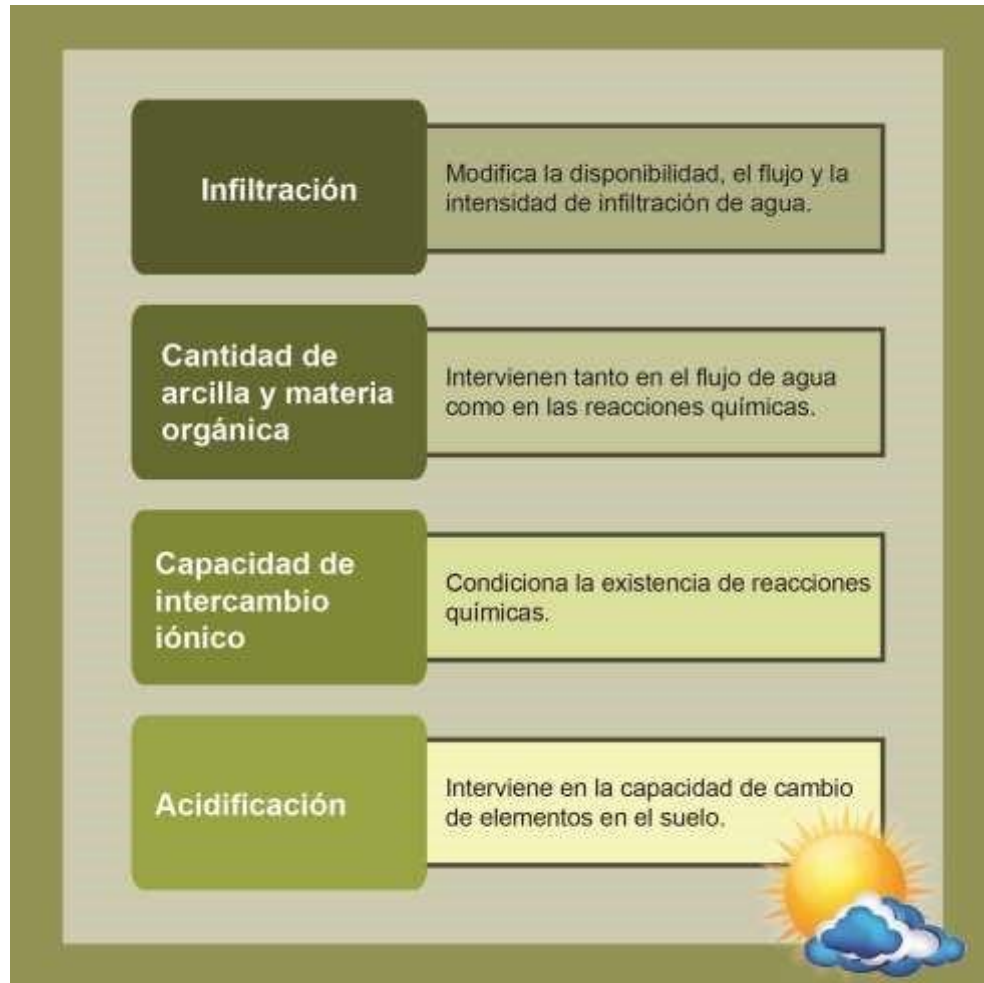 Infiltración
Modifica la disponibilidad, el flujo y la
intensidad de infiltración de agua.
Cantidad de
arcilla y materia
orgánica
Intervienen tanto en el flujo de agua
como en las reacciones químicas.
Capacidad de
intercambio
iónico
Condiciona la existencia de reacciones
químicas.
Acidificación
Interviene en la capacidad de cambio
de elementos en el suelo.